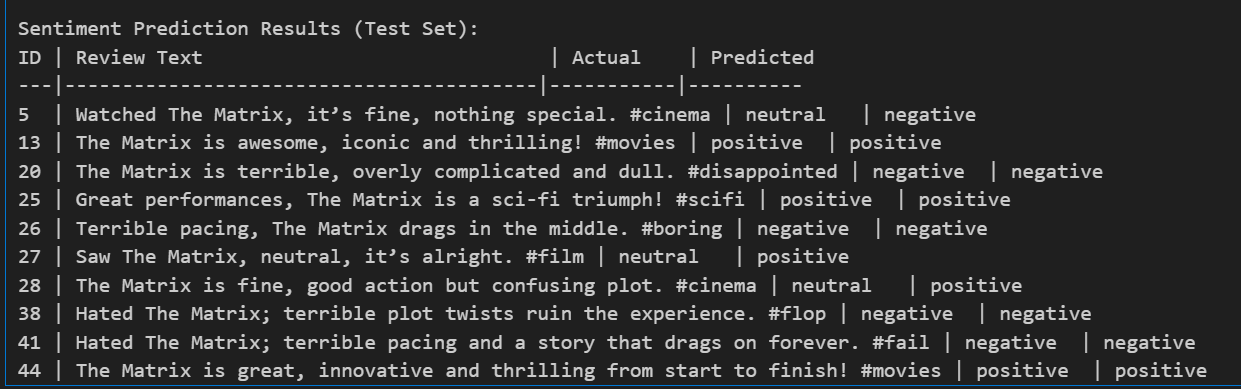 Sentiment Prediction Results (Test Set):
ID | Review Text                              | Actual    | Predicted
---|-----------------------------------------|-----------|----------
5  | Watched The Matrix, it’s fine, nothing special. #cinema | neutral   | negative
13 | The Matrix is awesome, iconic and thrilling! #movies | positive  | positive
20 | The Matrix is terrible, overly complicated and dull. #disappointed | negative  | negative
25 | Great performances, The Matrix is a sci-fi triumph! #scifi | positive  | positive
26 | Terrible pacing, The Matrix drags in the middle. #boring | negative  | negative
27 | Saw The Matrix, neutral, it’s alright. #film | neutral   | positive
28 | The Matrix is fine, good action but confusing plot. #cinema | neutral   | positive
38 | Hated The Matrix; terrible plot twists ruin the experience. #flop | negative  | negative
41 | Hated The Matrix; terrible pacing and a story that drags on forever. #fail | negative  | negative
44 | The Matrix is great, innovative and thrilling from start to finish! #movies | positive  | positive